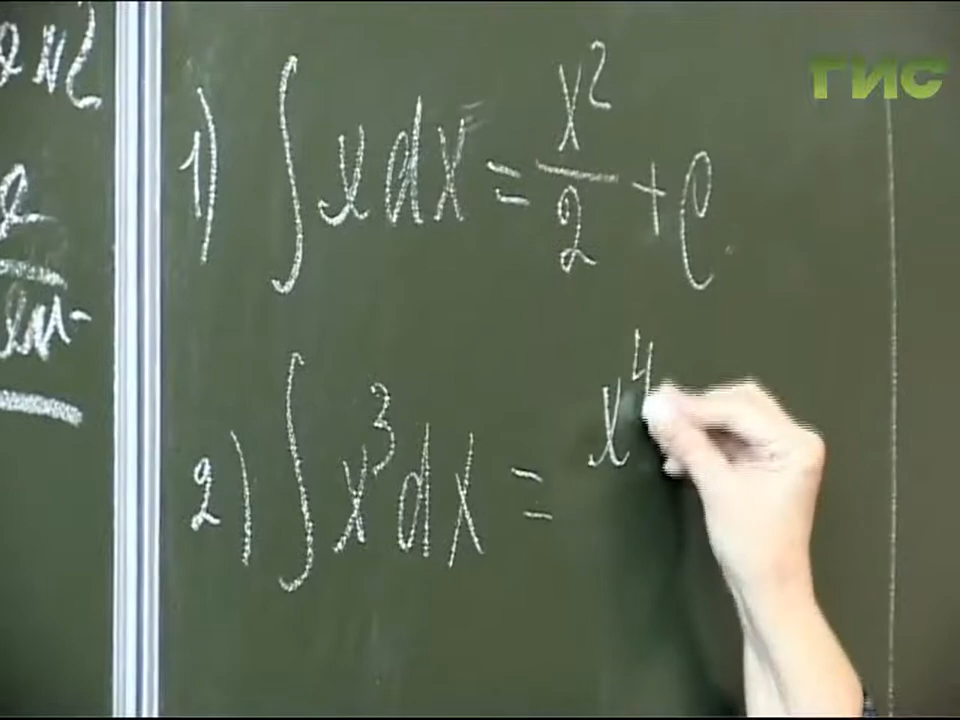 ГИС
1) ∫ x dx = x²/2 + C
2) ∫ x³ dx = x⁴